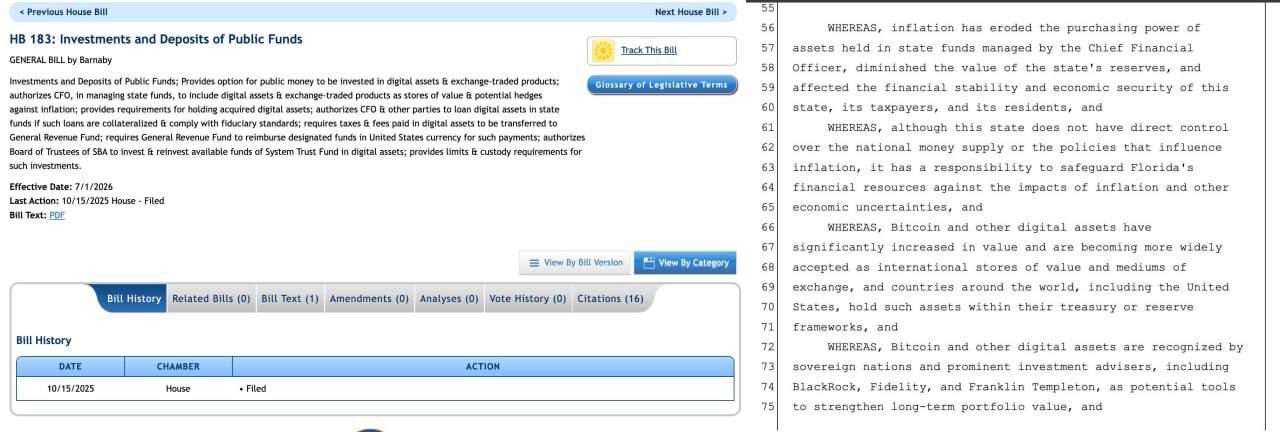 < Previous House Bill
Next House Bill >
HB 183: Investments and Deposits of Public Funds
GENERAL BILL by Barnaby
Track This Bill
Glossary of Legislative Terms
Investments and Deposits of Public Funds; Provides option for public money to be invested in digital assets & exchange-traded products;
authorizes CFO, in managing state funds, to include digital assets & exchange-traded products as stores of value & potential hedges
against inflation; provides requirements for holding acquired digital assets; authorizes CFO & other parties to loan digital assets in state
funds if such loans are collateralized & comply with fiduciary standards; requires taxes & fees paid in digital assets to be transferred to
General Revenue Fund; requires General Revenue Fund to reimburse designated funds in United States currency for such payments; authorizes
Board of Trustees of SBA to invest & reinvest available funds of System Trust Fund in digital assets; provides limits & custody requirements for
such investments.
Effective Date: 7/1/2026
Last Action: 10/15/2025 House - Filed
Bill Text: PDF
View By Bill Version
View By Category
Bill History
Related Bills (0)
Bill Text (1)
Amendments (0)
Analyses (0)
Vote History (0)
Citations (16)
Bill History
DATE CHAMBER ACTION
10/15/2025 House • Filed
55
56 WHEREAS, inflation has eroded the purchasing power of
57 assets held in state funds managed by the Chief Financial
58 Officer, diminished the value of the state's reserves, and
59 affected the financial stability and economic security of this
60 state, its taxpayers, and its residents, and
61 WHEREAS, although this state does not have direct control
62 over the national money supply or the policies that influence
63 inflation, it has a responsibility to safeguard Florida's
64 financial resources against the impacts of inflation and other
65 economic uncertainties, and
66 WHEREAS, Bitcoin and other digital assets have
67 significantly increased in value and are becoming more widely
68 accepted as international stores of value and mediums of
69 exchange, and countries around the world, including the United
70 States, hold such assets within their treasury or reserve
71 frameworks, and
72 WHEREAS, Bitcoin and other digital assets are recognized by
73 sovereign nations and prominent investment advisers, including
74 BlackRock, Fidelity, and Franklin Templeton, as potential tools
75 to strengthen long-term portfolio value, and